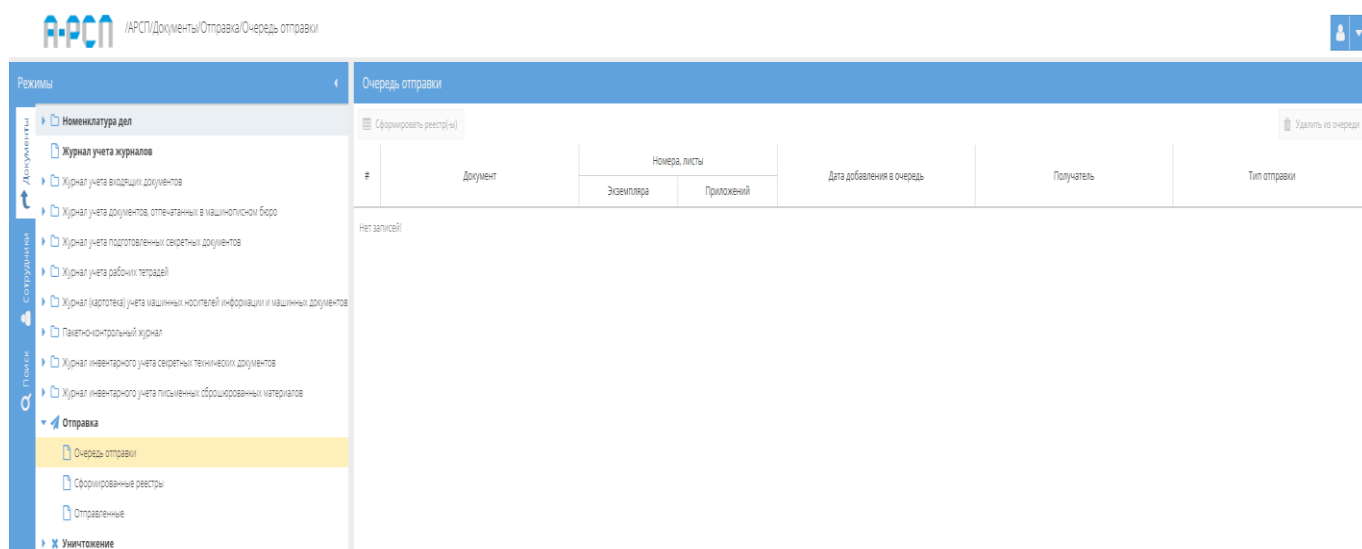 А-РСП
/АРСП/Документы/Отправка/Очередь отправки
Режимы
Документы
Сотрудники
Поиск
Номенклатура дел
Журнал учета журналов
Журнал учета входящих документов
Журнал учета документов, отпечатанных в машинописном бюро
Журнал учета подготовленных секретных документов
Журнал учета рабочих тетрадей
Журнал (картотека) учета машинных носителей информации и машинных документов
Пакетно-контрольный журнал
Журнал инвентарного учета секретных технических документов
Журнал инвентарного учета письменных сброшюрованных материалов
Отправка
Очередь отправки
Сформированные реестры
Отправленные
Уничтожение
Очередь отправки
Сформировать реестр(-ы)
Удалить из очереди
#
Документ
Номера, листы
Экземпляра
Приложений
Дата добавления в очередь
Получатель
Тип отправки
Нет записей!